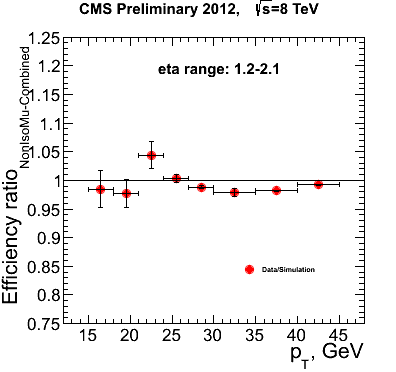 CMS Preliminary 2012, √s=8 TeV
eta range: 1.2-2.1
Efficiency ratio NonIsoMu-Combined
1.25
1.2
1.15
1.1
1.05
1
0.95
0.9
0.85
0.8
0.75
Data/Simulation
15 20 25 30 35 40 45
p_T, GeV